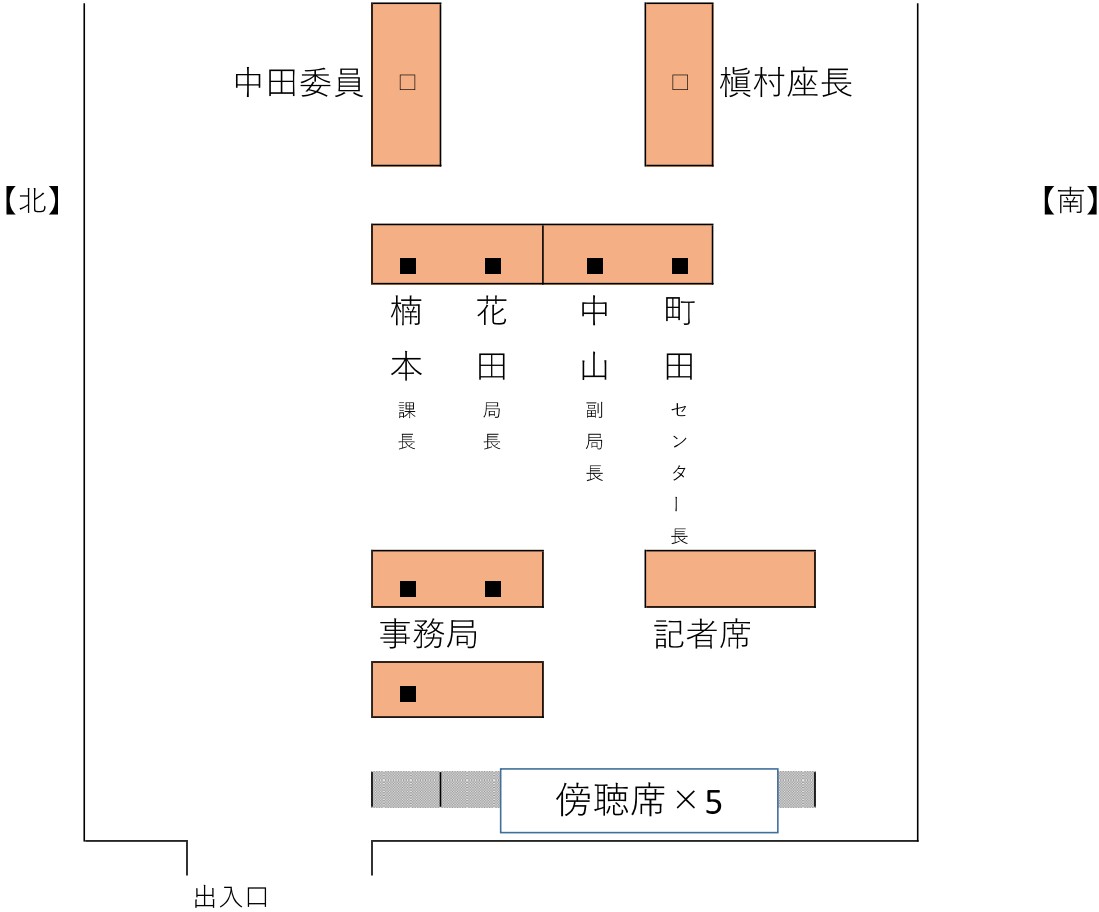 中田委員
槇村座長
【北】
【南】
楠本課長
花田局長
中山副局長
町田センター長
事務局
記者席
傍聴席×5
出入口